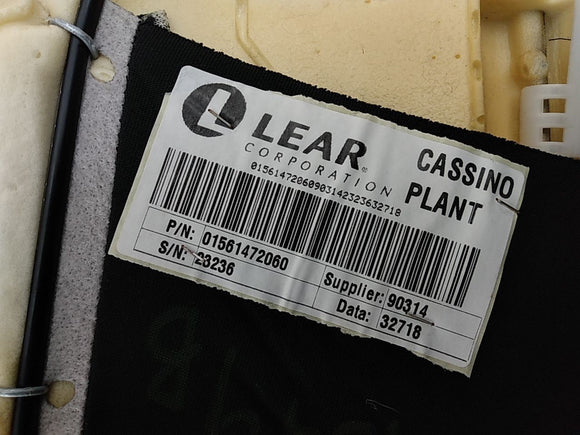 LEAR
CORPORATION
CASSINO
PLANT
01561472060903142323632718
P/N: 01561472060
S/N: 23236
Supplier: 90314
Data: 32718